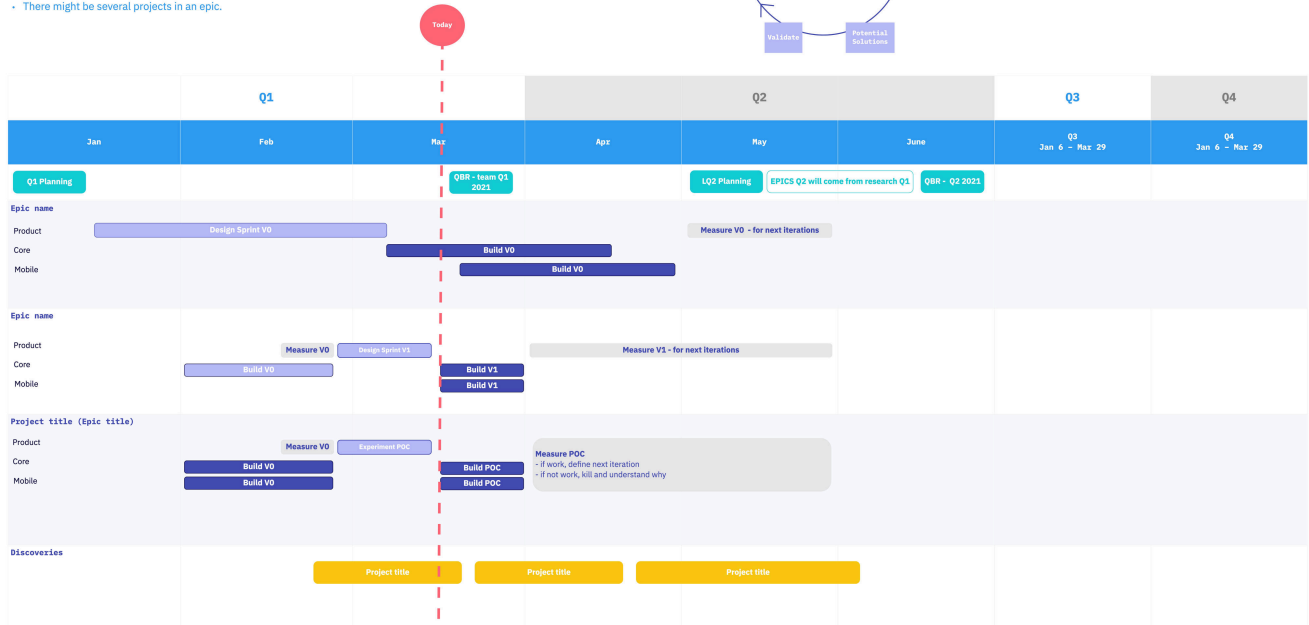 • There might be several projects in an epic.
Today
Validate
Potential
Solutions
Q1
Q2
Q3
Q4
Jan
Feb
Mar
Apr
May
June
Q3
Jan 6 - Mar 29
Q4
Jan 6 - Mar 29
Q1 Planning
QBR - team Q1
2021
LQ2 Planning
EPICS Q2 will come from research Q1
QBR - Q2 2021
Epic name
Product
Design Sprint V0
Measure V0 - for next iterations
Core
Build V0
Mobile
Build V0
Epic name
Product
Measure V0
Design Sprint V1
Measure V1 - for next iterations
Core
Build V0
Build V1
Mobile
Build V1
Project title (Epic title)
Product
Measure V0
Experiment POC
Measure POC
- if work, define next iteration
- if not work, kill and understand why
Core
Build V0
Build POC
Mobile
Build V0
Build POC
Discoveries
Project title
Project title
Project title